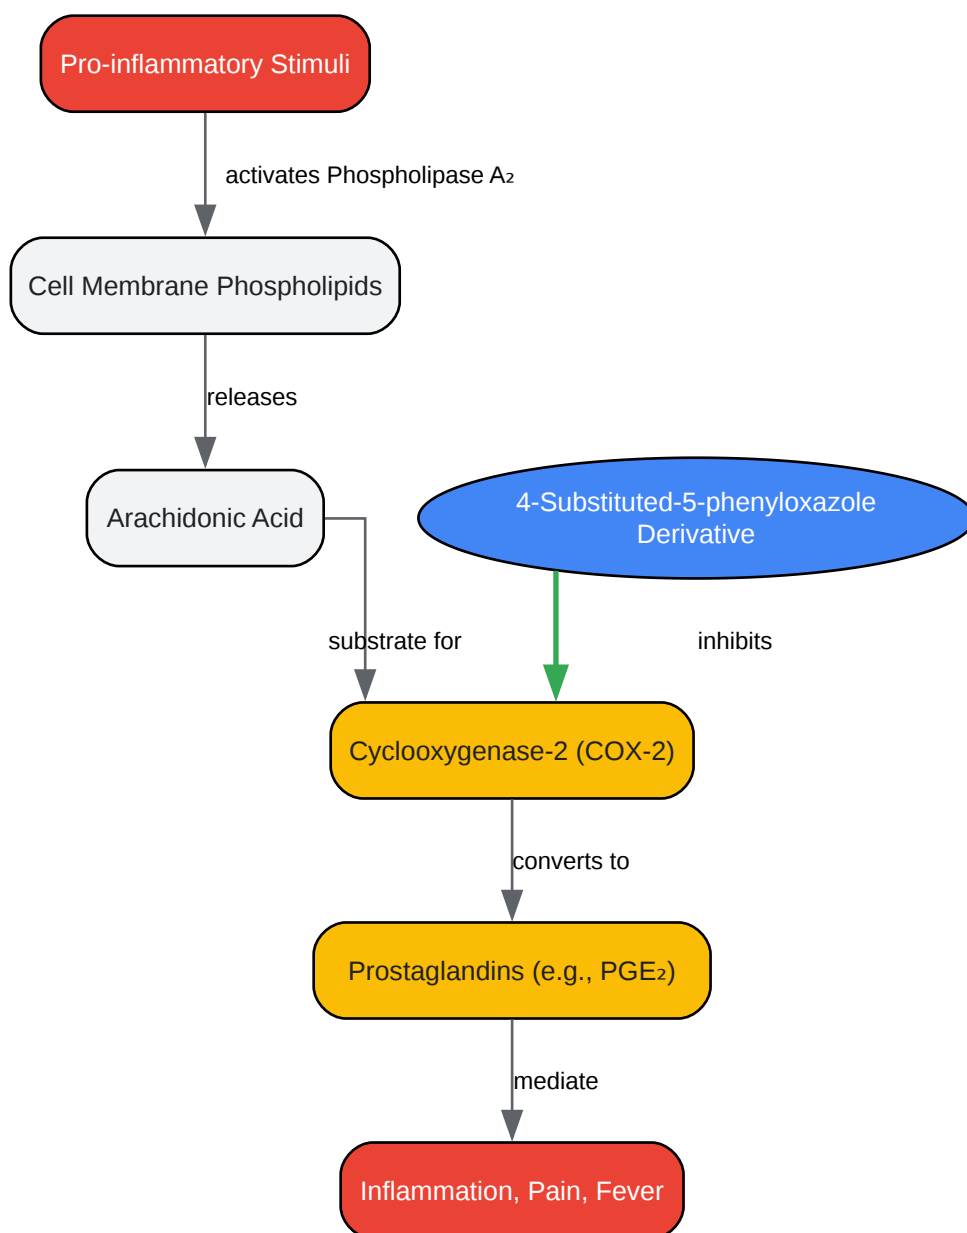 Pro-inflammatory Stimuli
activates Phospholipase A₂
Cell Membrane Phospholipids
releases
Arachidonic Acid
4-Substituted-5-phenyloxazole
Derivative
substrate for
inhibits
Cyclooxygenase-2 (COX-2)
converts to
Prostaglandins (e.g., PGE₂)
mediate
Inflammation, Pain, Fever